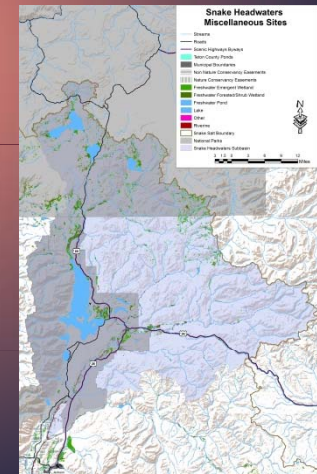 Snake Headwaters
Miscellaneous Sites
Streams
Roads
Scenic Highways Byways
Teton County Ponds
Municipal Boundaries
Non Nature Conservancy Easements
Nature Conservancy Easements
Freshwater Emergent Wetland
Freshwater Forested/Shrub Wetland
Freshwater Pond
Lake
Other
Riverine
Snake Salt Boundary
National Parks
Snake Headwaters Subbasin
N
Miles